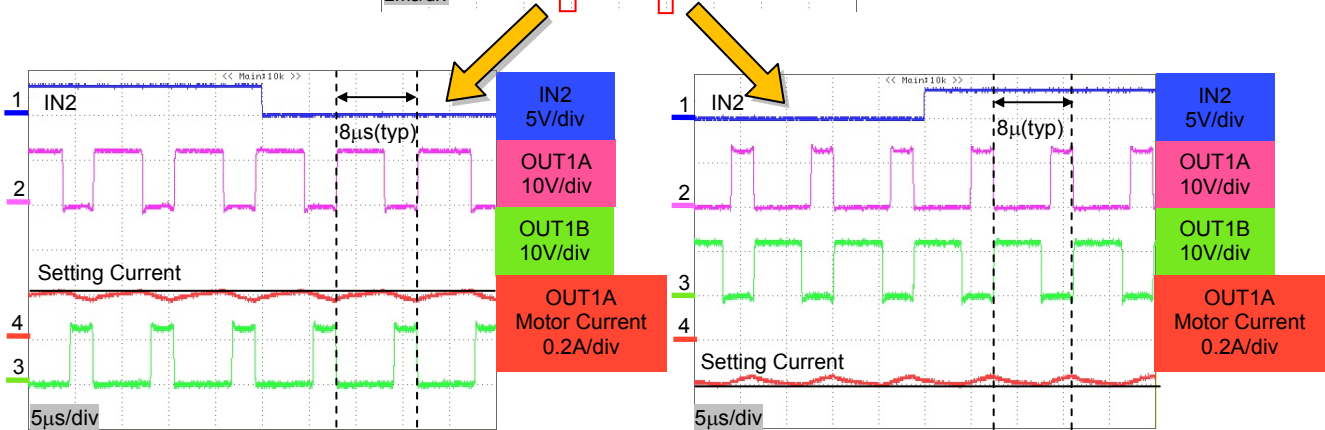 2ms/div
<< Main:10k >>
1 IN2
8μs(typ)
2
Setting Current
4
3
5μs/div
IN2
5V/div
OUT1A
10V/div
OUT1B
10V/div
OUT1A
Motor Current
0.2A/div
<< Main:10k >>
1 IN2
8μ(typ)
2
3
4
Setting Current
5μs/div
IN2
5V/div
OUT1A
10V/div
OUT1B
10V/div
OUT1A
Motor Current
0.2A/div